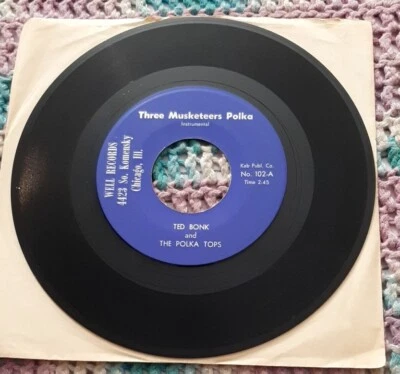 Three Musketeers Polka
Instrumental
WELL RECORDS
4423 So. Komensky
Chicago, Ill.
Kab Publ. Co.
No. 102-A
Time 2:45
TED BONK
and
THE POLKA TOPS